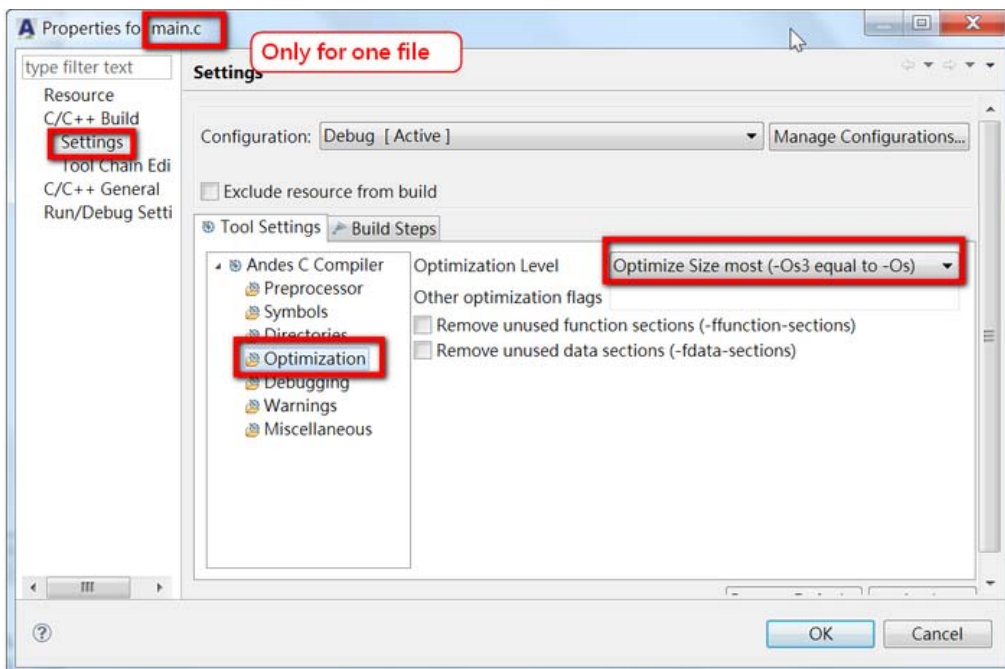 Properties for main.c
Only for one file
type filter text
Settings
Resource
C/C++ Build
Settings
Tool Chain Edi
C/C++ General
Run/Debug Setti
Configuration: Debug [ Active ]
Manage Configurations...
Exclude resource from build
Tool Settings
Build Steps
Andes C Compiler
Preprocessor
Symbols
Directories
Optimization
Debugging
Warnings
Miscellaneous
Optimization Level
Optimize Size most (-Os3 equal to -Os)
Other optimization flags
Remove unused function sections (-ffunction-sections)
Remove unused data sections (-fdata-sections)
OK
Cancel